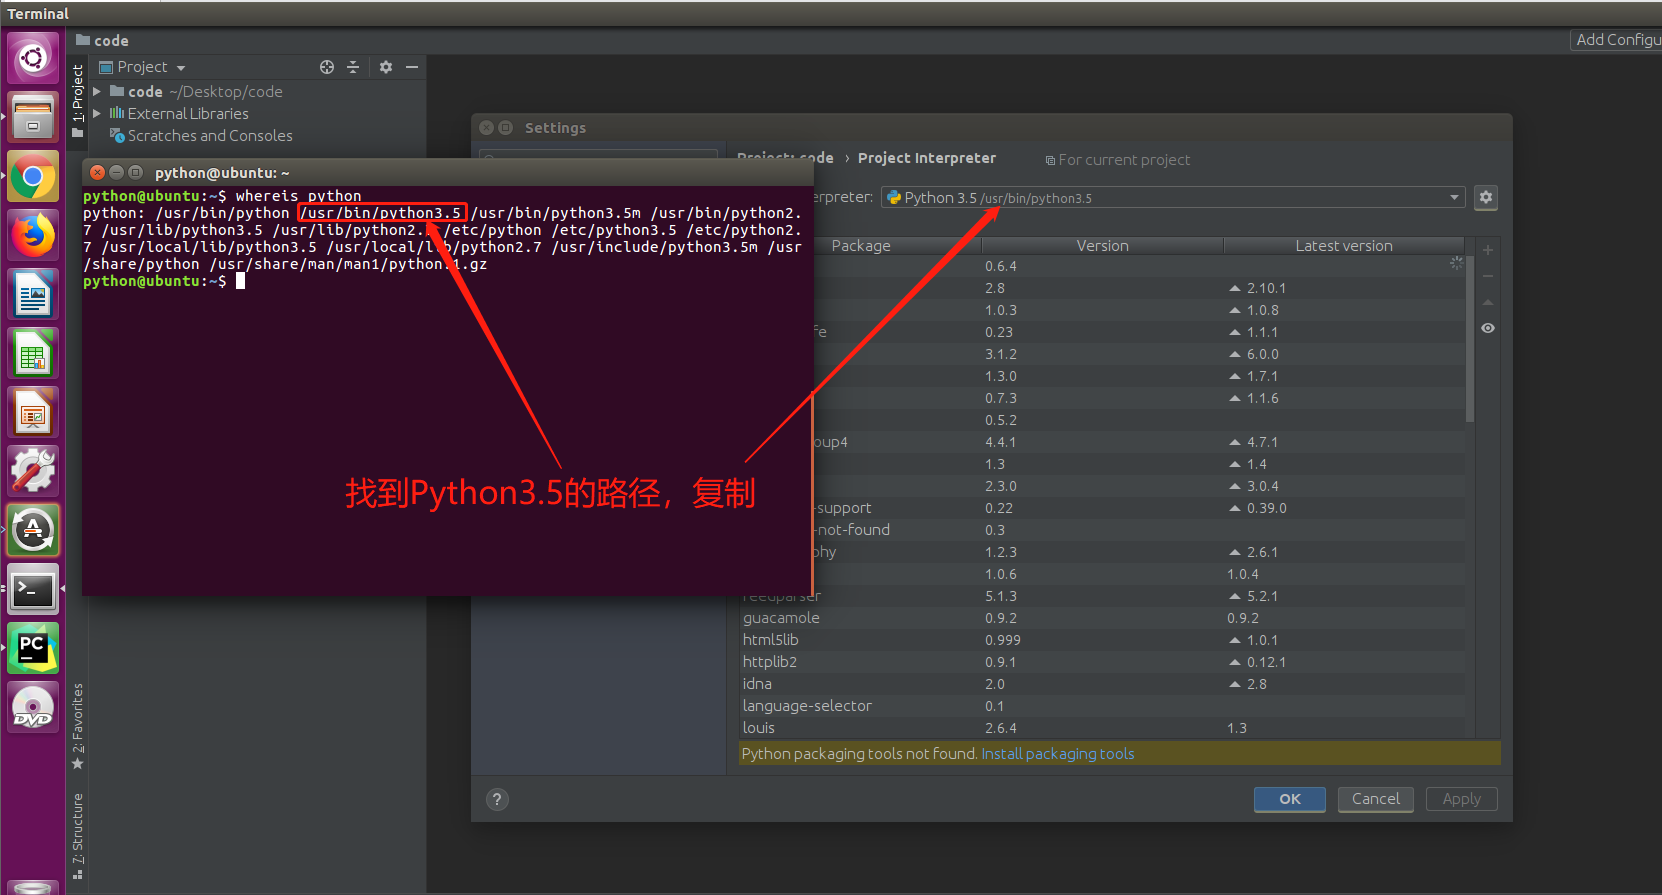 Terminal
code
Add Configu
Project
1: Project
code ~/Desktop/code
External Libraries
Scratches and Consoles
Settings
python@ubuntu: ~
python@ubuntu:~$ whereis python
python: /usr/bin/python /usr/bin/python3.5 /usr/bin/python3.5m /usr/bin/python2.
7 /usr/lib/python3.5 /usr/lib/python2. /etc/python /etc/python3.5 /etc/python2.
7 /usr/local/lib/python3.5 /usr/local/lib/python2.7 /usr/include/python3.5m /usr
/share/python /usr/share/man/man1/python.1.gz
python@ubuntu:~$
找到Python3.5的路径，复制
Project: code › Project Interpreter
For current project
erpreter: Python 3.5 /usr/bin/python3.5
Package Version Latest version
0.6.4
2.8 2.10.1
1.0.3 1.0.8
fe 0.23 1.1.1
3.1.2 6.0.0
1.3.0 1.7.1
0.7.3 1.1.6
0.5.2
oup4 4.4.1 4.7.1
1.3 1.4
2.3.0 3.0.4
-support 0.22 0.39.0
-not-found 0.3
phy 1.2.3 2.6.1
1.0.6 1.0.4
feedparser 5.1.3 5.2.1
guacamole 0.9.2 0.9.2
html5lib 0.999 1.0.1
httplib2 0.9.1 0.12.1
idna 2.0 2.8
language-selector 0.1
louis 2.6.4 1.3
Python packaging tools not found. Install packaging tools
?
OK
Cancel
Apply
PC
DVD
2: Favorites
7: Structure